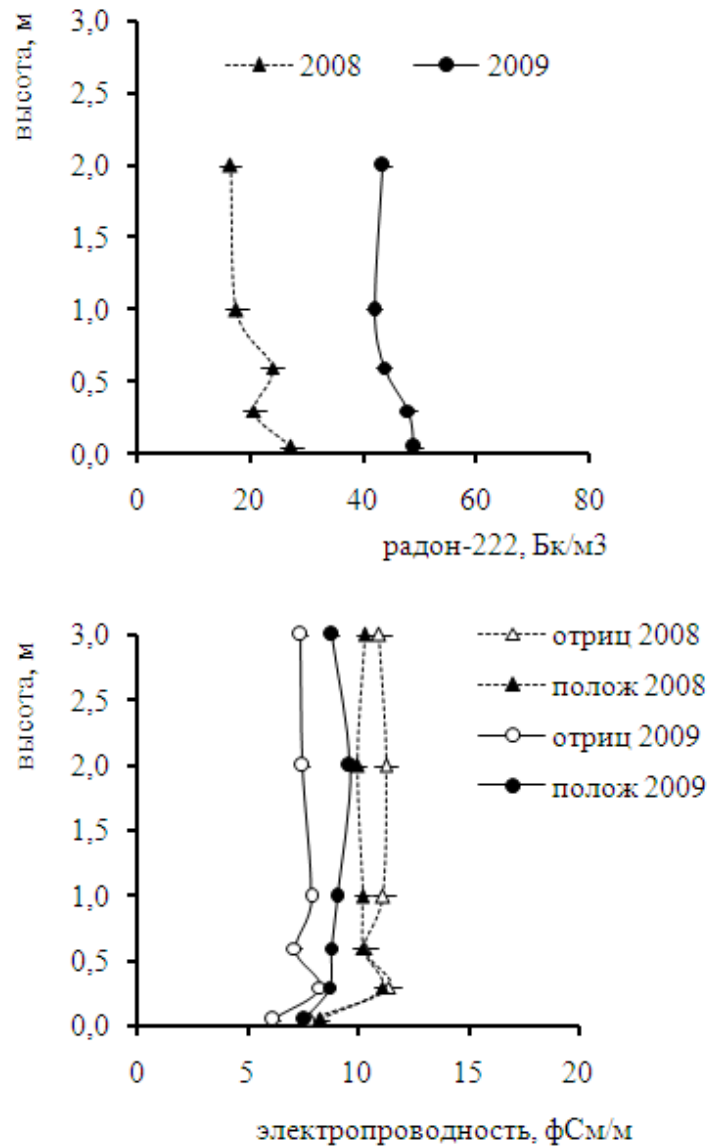 высота, м
3,0
2008
2009
2,5
2,0
1,5
1,0
0,5
0,0
0 20 40 60 80
радон-222, Бк/м3
высота, м
3,0
отриц 2008
2,5
полож 2008
2,0
отриц 2009
полож 2009
1,5
1,0
0,5
0,0
0 5 10 15 20
электропроводность, фСм/м